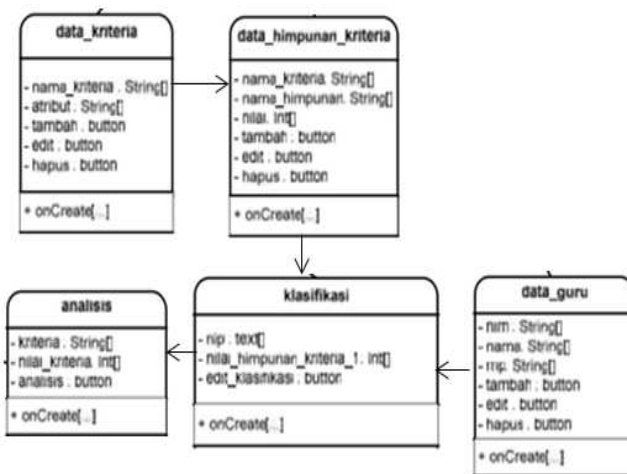 data_kriteria
- nama_kriteria : String[]
- atribut : String[]
- tambah : button
- edit : button
- hapus : button
+ onCreate[...]
data_himpunan_kriteria
- nama_kriteria String[]
- nama_himpunan. String[]
- nilai. Int[]
- tambah : button
- edit : button
- hapus : button
+ onCreate[...]
analisis
- kriteria : String[]
- nilai_kriteria. Int[]
- analisis : button
+ onCreate[...]
klasifikasi
- nip : text[]
- nilai_himpunan_kriteria_1. Int[]
- edit_klasifikasi : button
+ onCreate[...]
data_guru
- : String[]
- nama. String[]
- : String[]
- tambah : button
- edit : button
- hapus : button
+ onCreate[...]